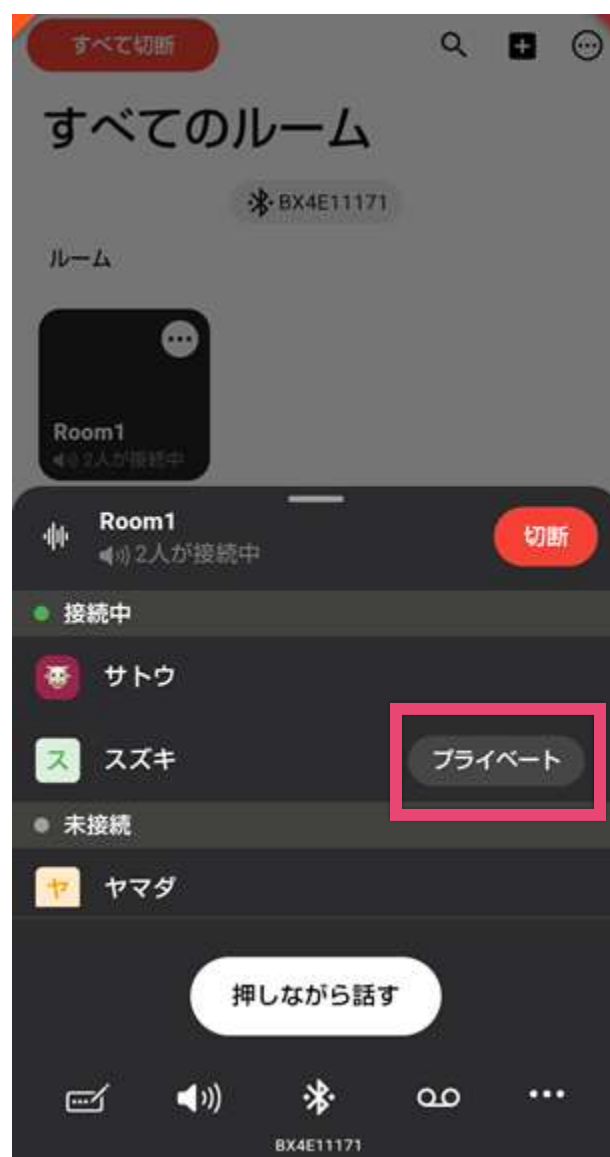 すべて切断
すべてのルーム
BX4E11171
ルーム
Room1
2人が接続中
Room1
2人が接続中
切断
接続中
サトウ
ス
スズキ
プライベート
未接続
ヤ
ヤマダ
押しながら話す
BX4E11171